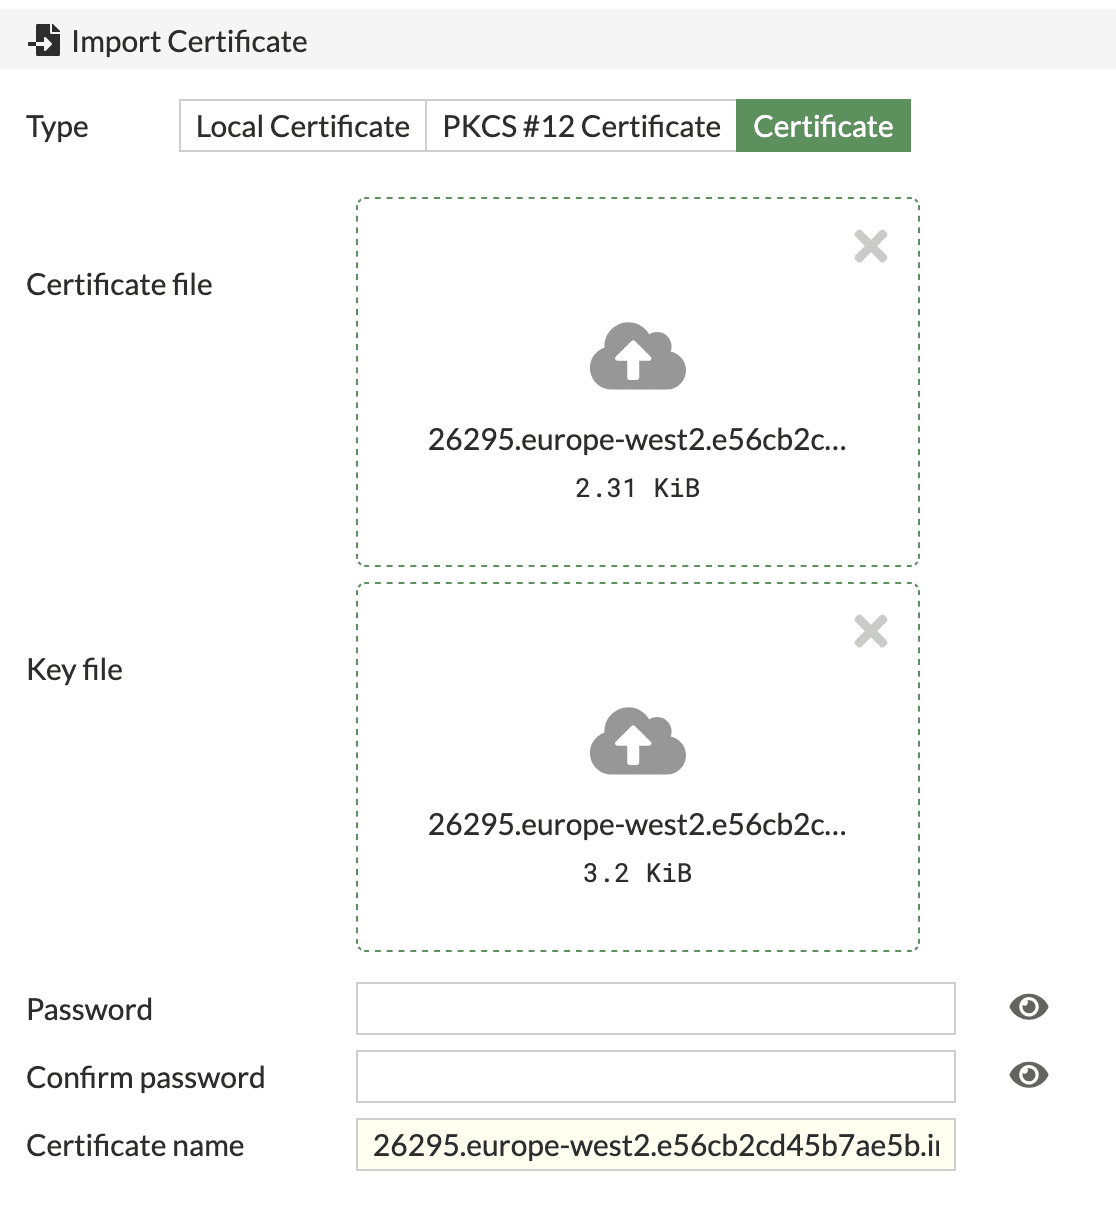 Import Certificate
Type
Local Certificate
PKCS #12 Certificate
Certificate
Certificate file
26295.europe-west2.e56cb2c...
2.31 KiB
Key file
26295.europe-west2.e56cb2c...
3.2 KiB
Password
Confirm password
Certificate name
26295.europe-west2.e56cb2cd45b7ae5b.